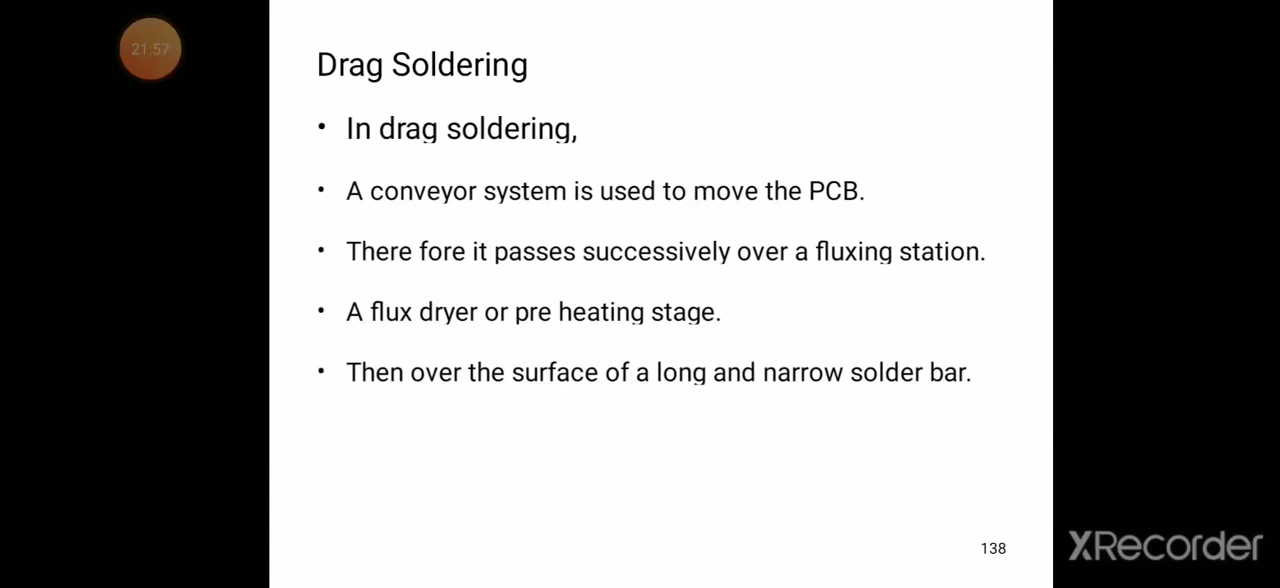 21:57
Drag Soldering
• In drag soldering,
• A conveyor system is used to move the PCB.
• There fore it passes successively over a fluxing station.
• A flux dryer or pre heating stage.
• Then over the surface of a long and narrow solder bar.
138
XRecorder